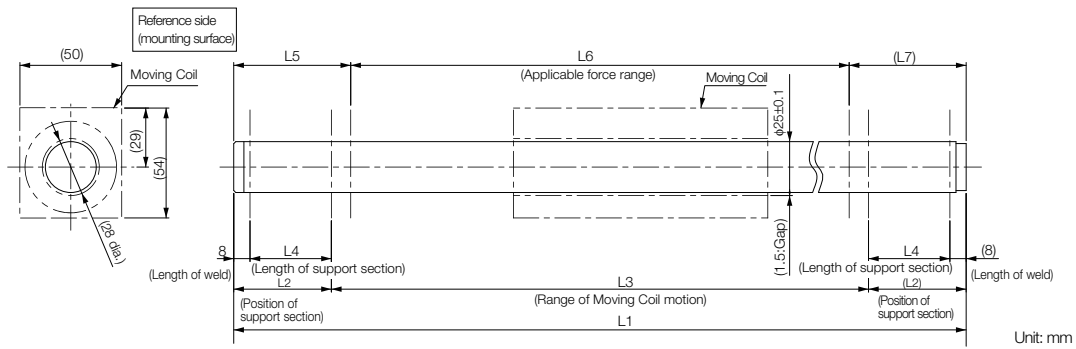 Reference side
(mounting surface)
(50)
Moving Coil
(29)
(54)
(28 dia.)
L5
L6
(L7)
(Applicable force range)
Moving Coil
φ25±0.1
(1.5:Gap)
8
L4
L4
(8)
(Length of weld)
(Length of support section)
(Length of support section)
(Length of weld)
L2
L3
(L2)
(Position of
support section)
(Range of Moving Coil motion)
(Position of
support section)
L1
Unit: mm